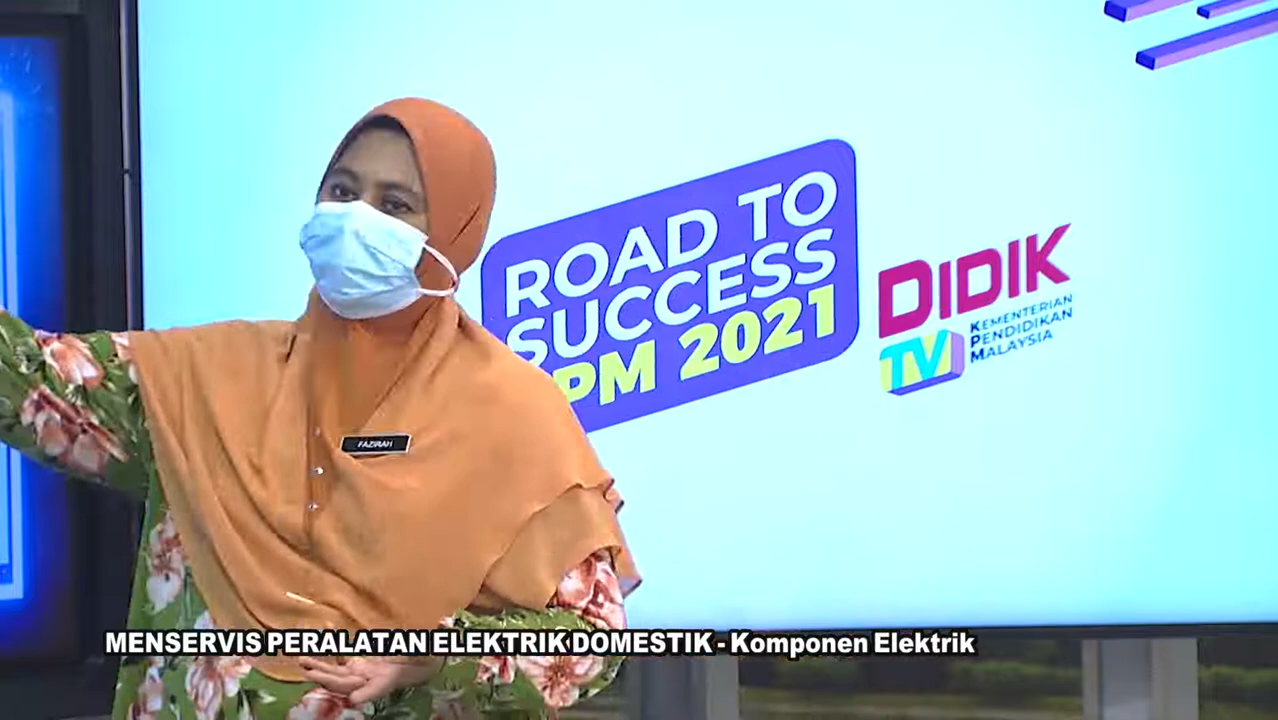 ROAD TO
SUCCESS
PM 2021
DIDIK
TV
KEMENTERIAN
PENDIDIKAN
MALAYSIA
FAZIRAH
MENSERVIS PERALATAN ELEKTRIK DOMESTIK - Komponen Elektrik